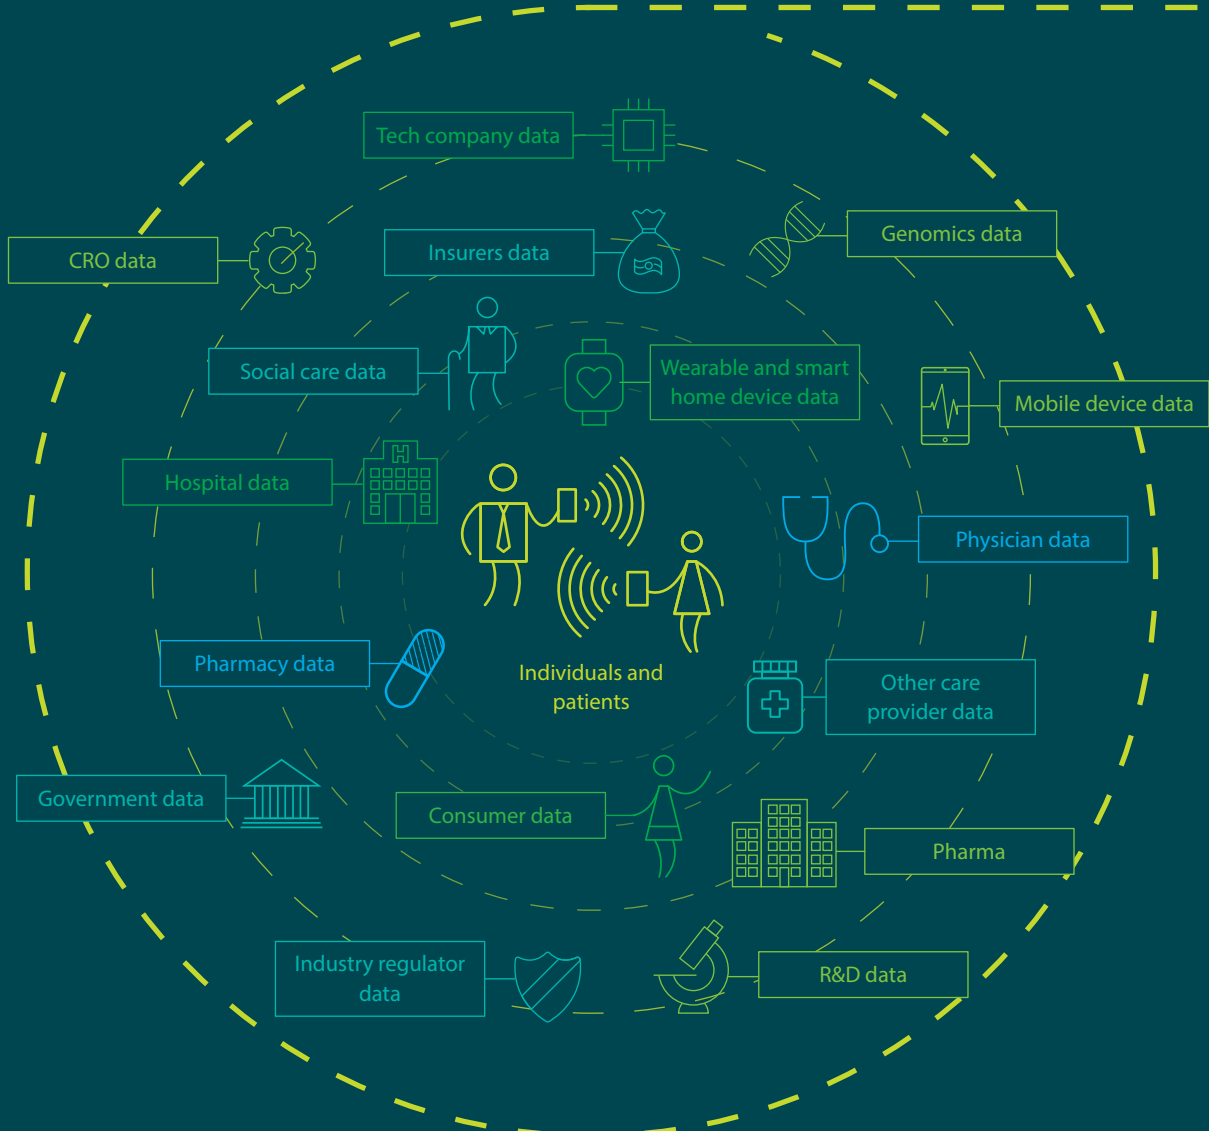 Tech company data
Genomics data
Insurers data
CRO data
Social care data
Wearable and smart
home device data
Mobile device data
Hospital data
H
Physician data
Pharmacy data
Individuals and
patients
Other care
provider data
Government data
Consumer data
Pharma
Industry regulator
data
R&D data